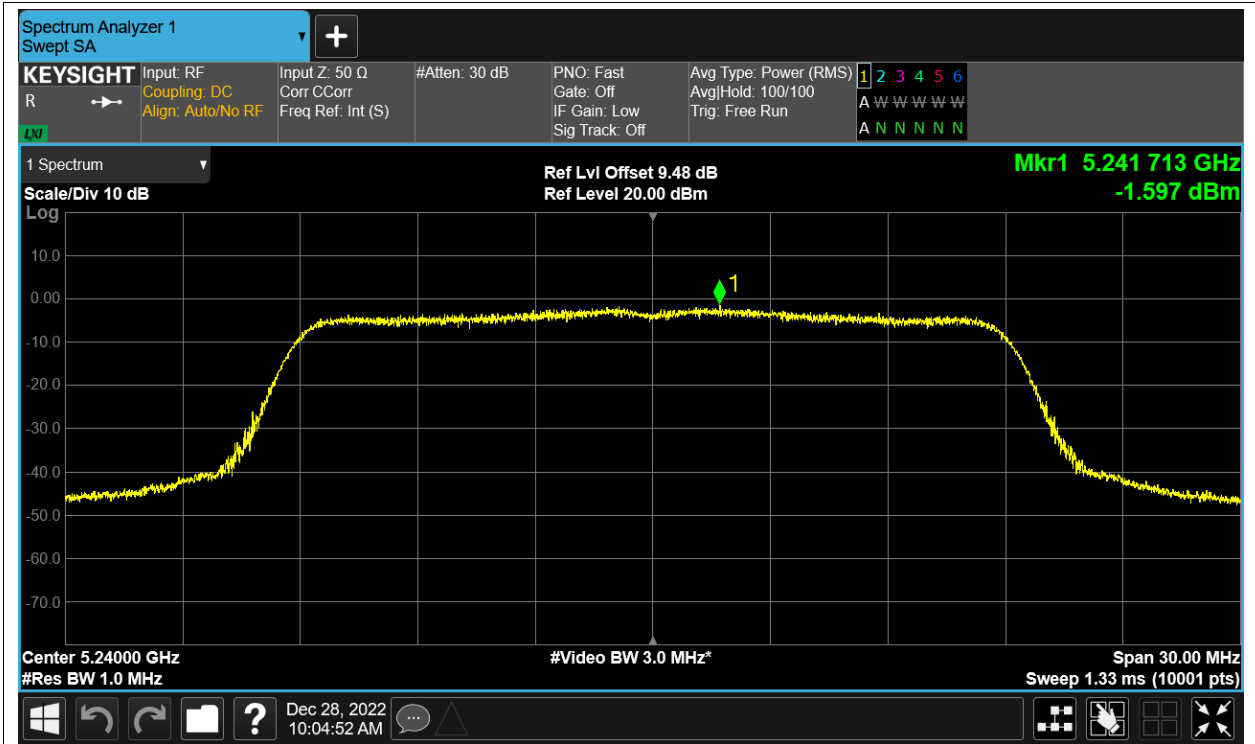 Spectrum Analyzer 1
Swept SA
+
KEYSIGHT
R
LXI
Input: RF
Coupling: DC
Align: Auto/No RF
Input Z: 50 Ω
Corr CCorr
Freq Ref: Int (S)
#Atten: 30 dB
PNO: Fast
Gate: Off
IF Gain: Low
Sig Track: Off
Avg Type: Power (RMS)
Avg|Hold: 100/100
Trig: Free Run
1 2 3 4 5 6
A W W W W W
A N N N N N
1 Spectrum
Scale/Div 10 dB
Log
Ref Lvl Offset 9.48 dB
Ref Level 20.00 dBm
Mkr1 5.241 713 GHz
-1.597 dBm
10.0
0.00
-10.0
-20.0
-30.0
-40.0
-50.0
-60.0
-70.0
1
Center 5.24000 GHz
#Res BW 1.0 MHz
#Video BW 3.0 MHz*
Span 30.00 MHz
Sweep 1.33 ms (10001 pts)
?
Dec 28, 2022
10:04:52 AM